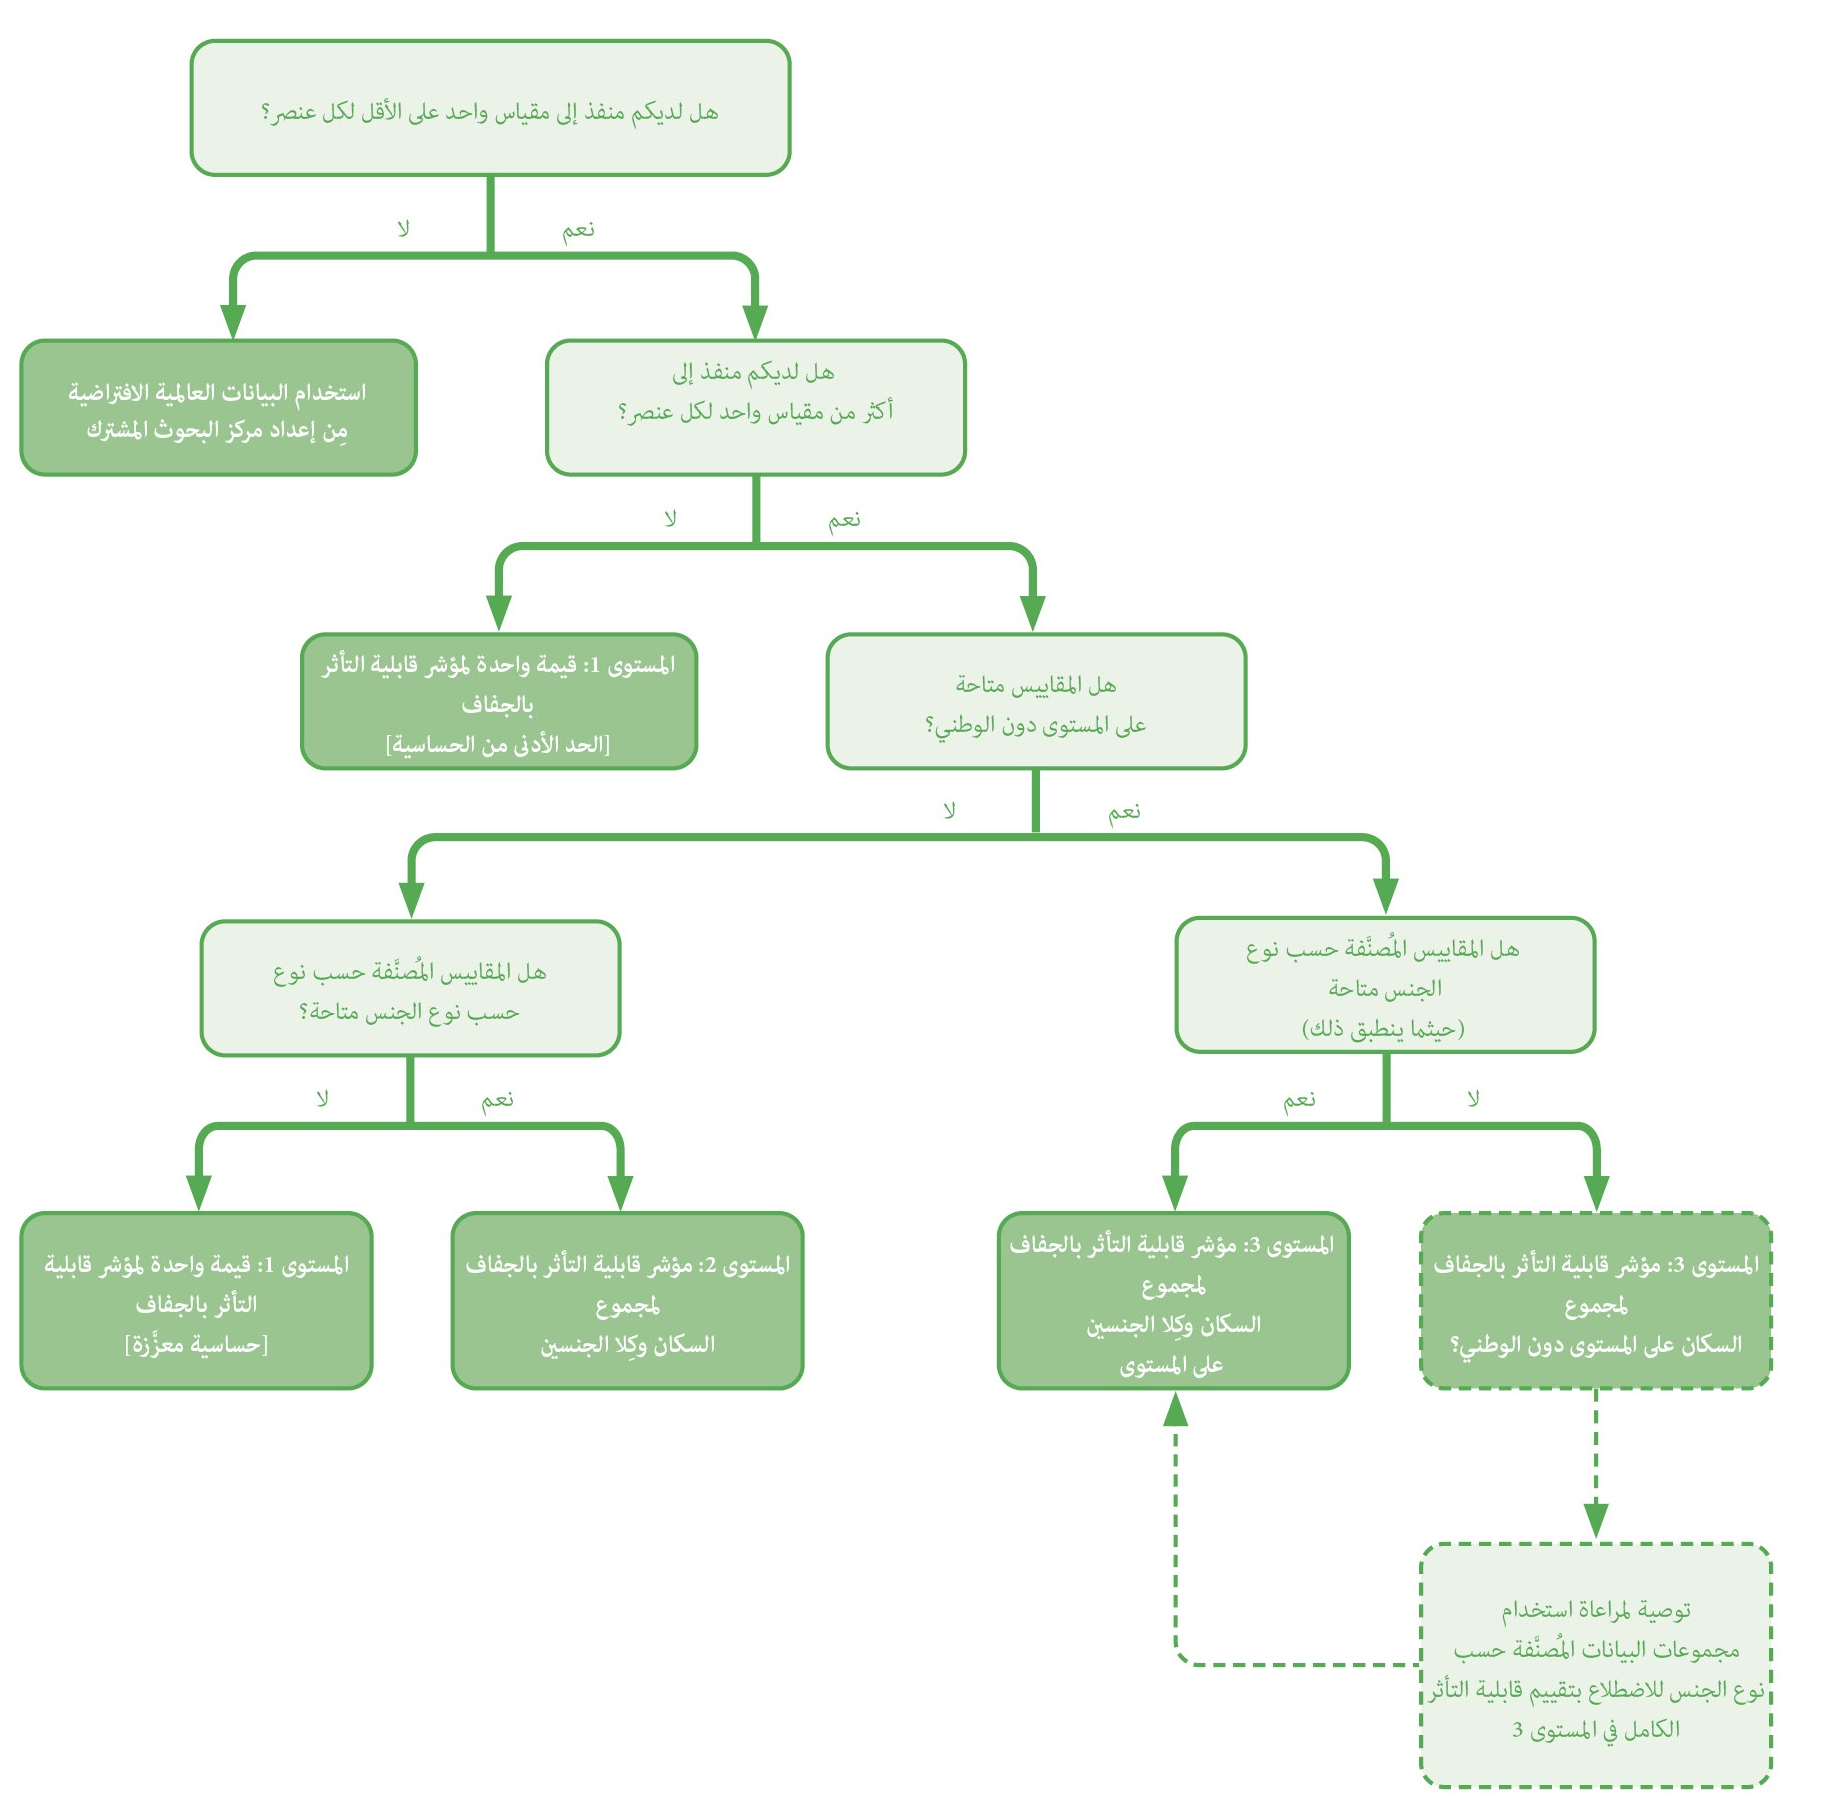 هل لديكم منفذ إلى مقياس واحد على الأقل لكل عنصر؟
نعم
لا
هل لديكم منفذ إلى
أكثر من مقياس واحد لكل عنصر؟
استخدام البيانات العالمية الافتراضية
مِن إعداد مركز البحوث المشترك
نعم
لا
هل المقاييس متاحة
على المستوى دون الوطني؟
المستوى 1: قيمة واحدة لمؤشر قابلية التأثر
بالجفاف
[الحد الأدنى من الحساسية]
نعم
لا
هل المقاييس المُصنَّفة حسب نوع
الجنس متاحة
(حيثما ينطبق ذلك)
هل المقاييس المُصنَّفة حسب نوع
حسب نوع الجنس متاحة؟
لا
نعم
نعم
لا
المستوى 3: مؤشر قابلية التأثر بالجفاف
لمجموع
السكان على المستوى دون الوطني؟
المستوى 3: مؤشر قابلية التأثر بالجفاف
لمجموع
السكان وكِلا الجنسين
على المستوى
المستوى 2: مؤشر قابلية التأثر بالجفاف
لمجموع
السكان وكِلا الجنسين
المستوى 1: قيمة واحدة لمؤشر قابلية
التأثر بالجفاف
[حساسية معزَّزة]
توصية لمراعاة استخدام
مجموعات البيانات المُصنَّفة حسب
نوع الجنس للاضطلاع بتقييم قابلية التأثر
الكامل في المستوى 3